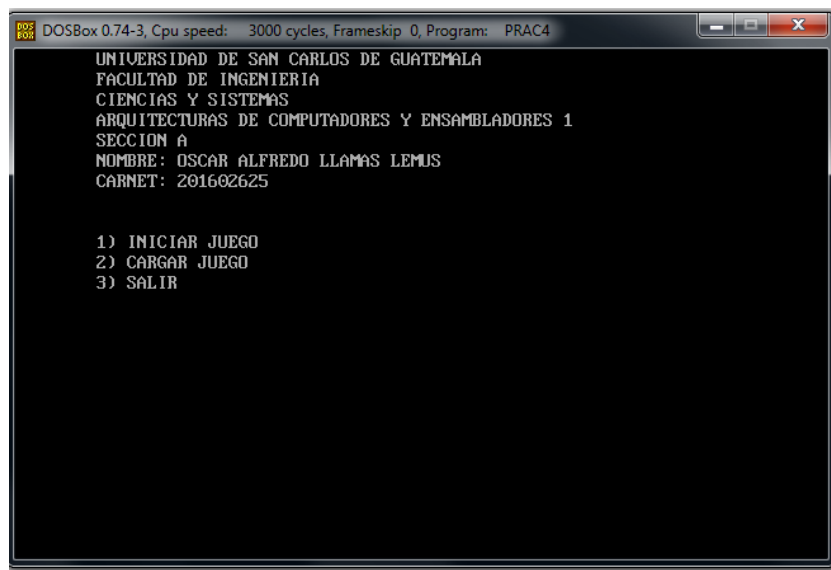 DOSBox 0.74-3, Cpu speed: 3000 cycles, Frameskip 0, Program: PRAC4
UNIVERSIDAD DE SAN CARLOS DE GUATEMALA
FACULTAD DE INGENIERIA
CIENCIAS Y SISTEMAS
ARQUITECTURAS DE COMPUTADORES Y ENSAMBLADORES 1
SECCION A
NOMBRE: OSCAR ALFREDO LLAMAS LEMUS
CARNET: 201602625
1) INICIAR JUEGO
2) CARGAR JUEGO
3) SALIR